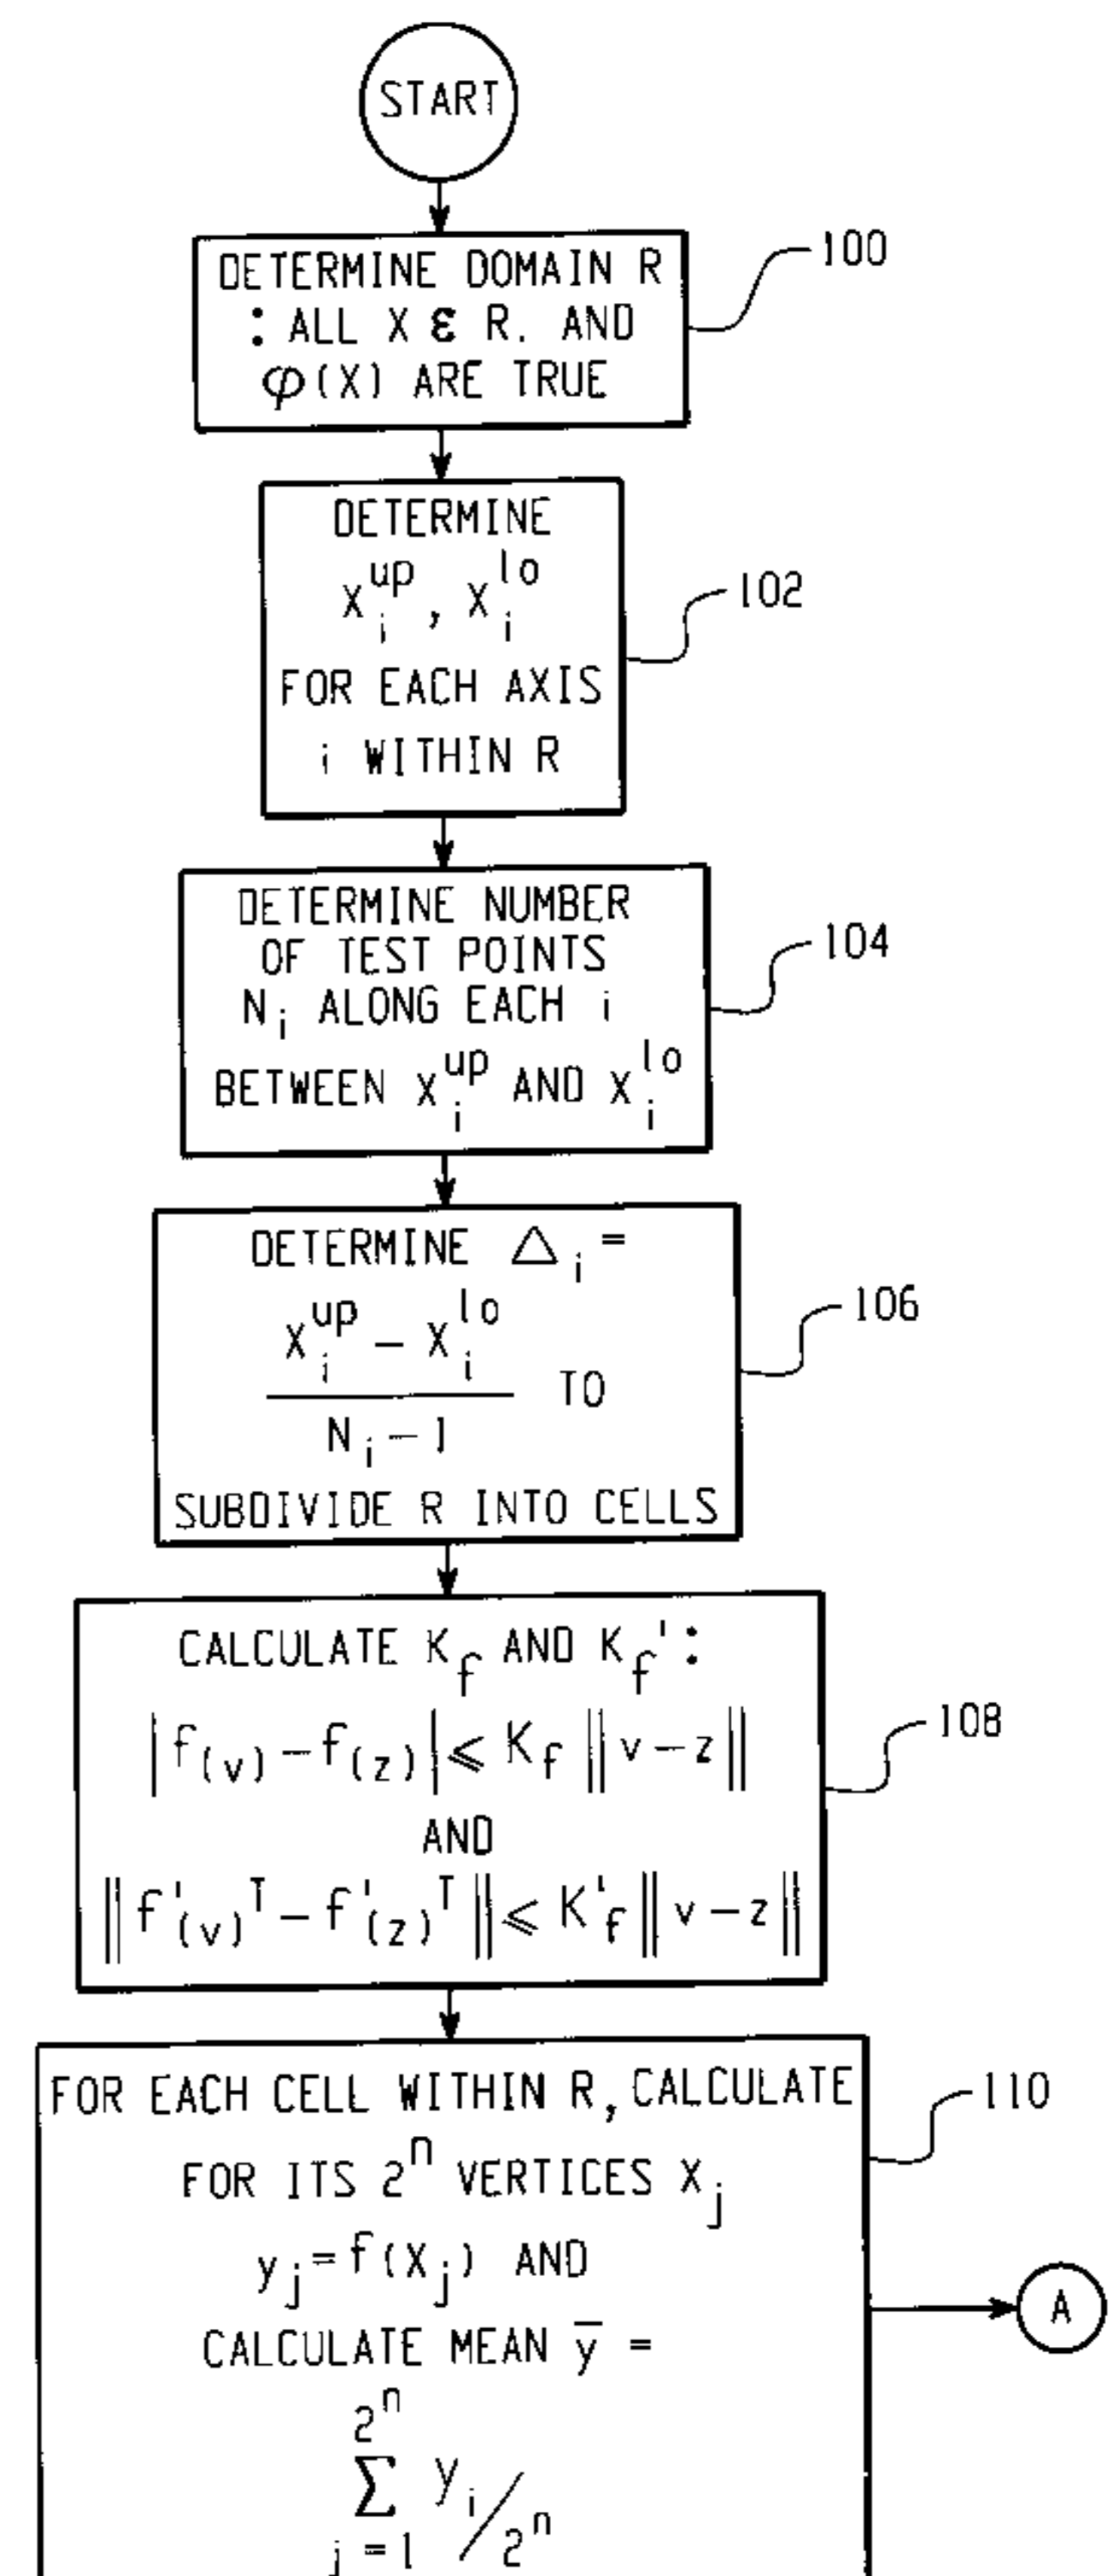 START
DETERMINE DOMAIN R
: ALL X ε R. AND
φ(X) ARE TRUE
100
DETERMINE
X_i^up, X_i^lo
FOR EACH AXIS
i WITHIN R
102
DETERMINE NUMBER
OF TEST POINTS
N_i ALONG EACH i
BETWEEN X_i^up AND X_i^lo
104
DETERMINE △_i =
X_i^up – X_i^lo
N_i – 1
TO
SUBDIVIDE R INTO CELLS
106
CALCULATE K_f AND K_f':
|f(v) – f(z)| ⩽ K_f ‖v – z‖
AND
‖f'(v)^T – f'(z)^T‖ ⩽ K'_f ‖v – z‖
108
FOR EACH CELL WITHIN R, CALCULATE
FOR ITS 2^n VERTICES X_j
y_j = f(X_j) AND
CALCULATE MEAN ȳ =
2^n
∑ y_i/2^n
j = 1
110
A